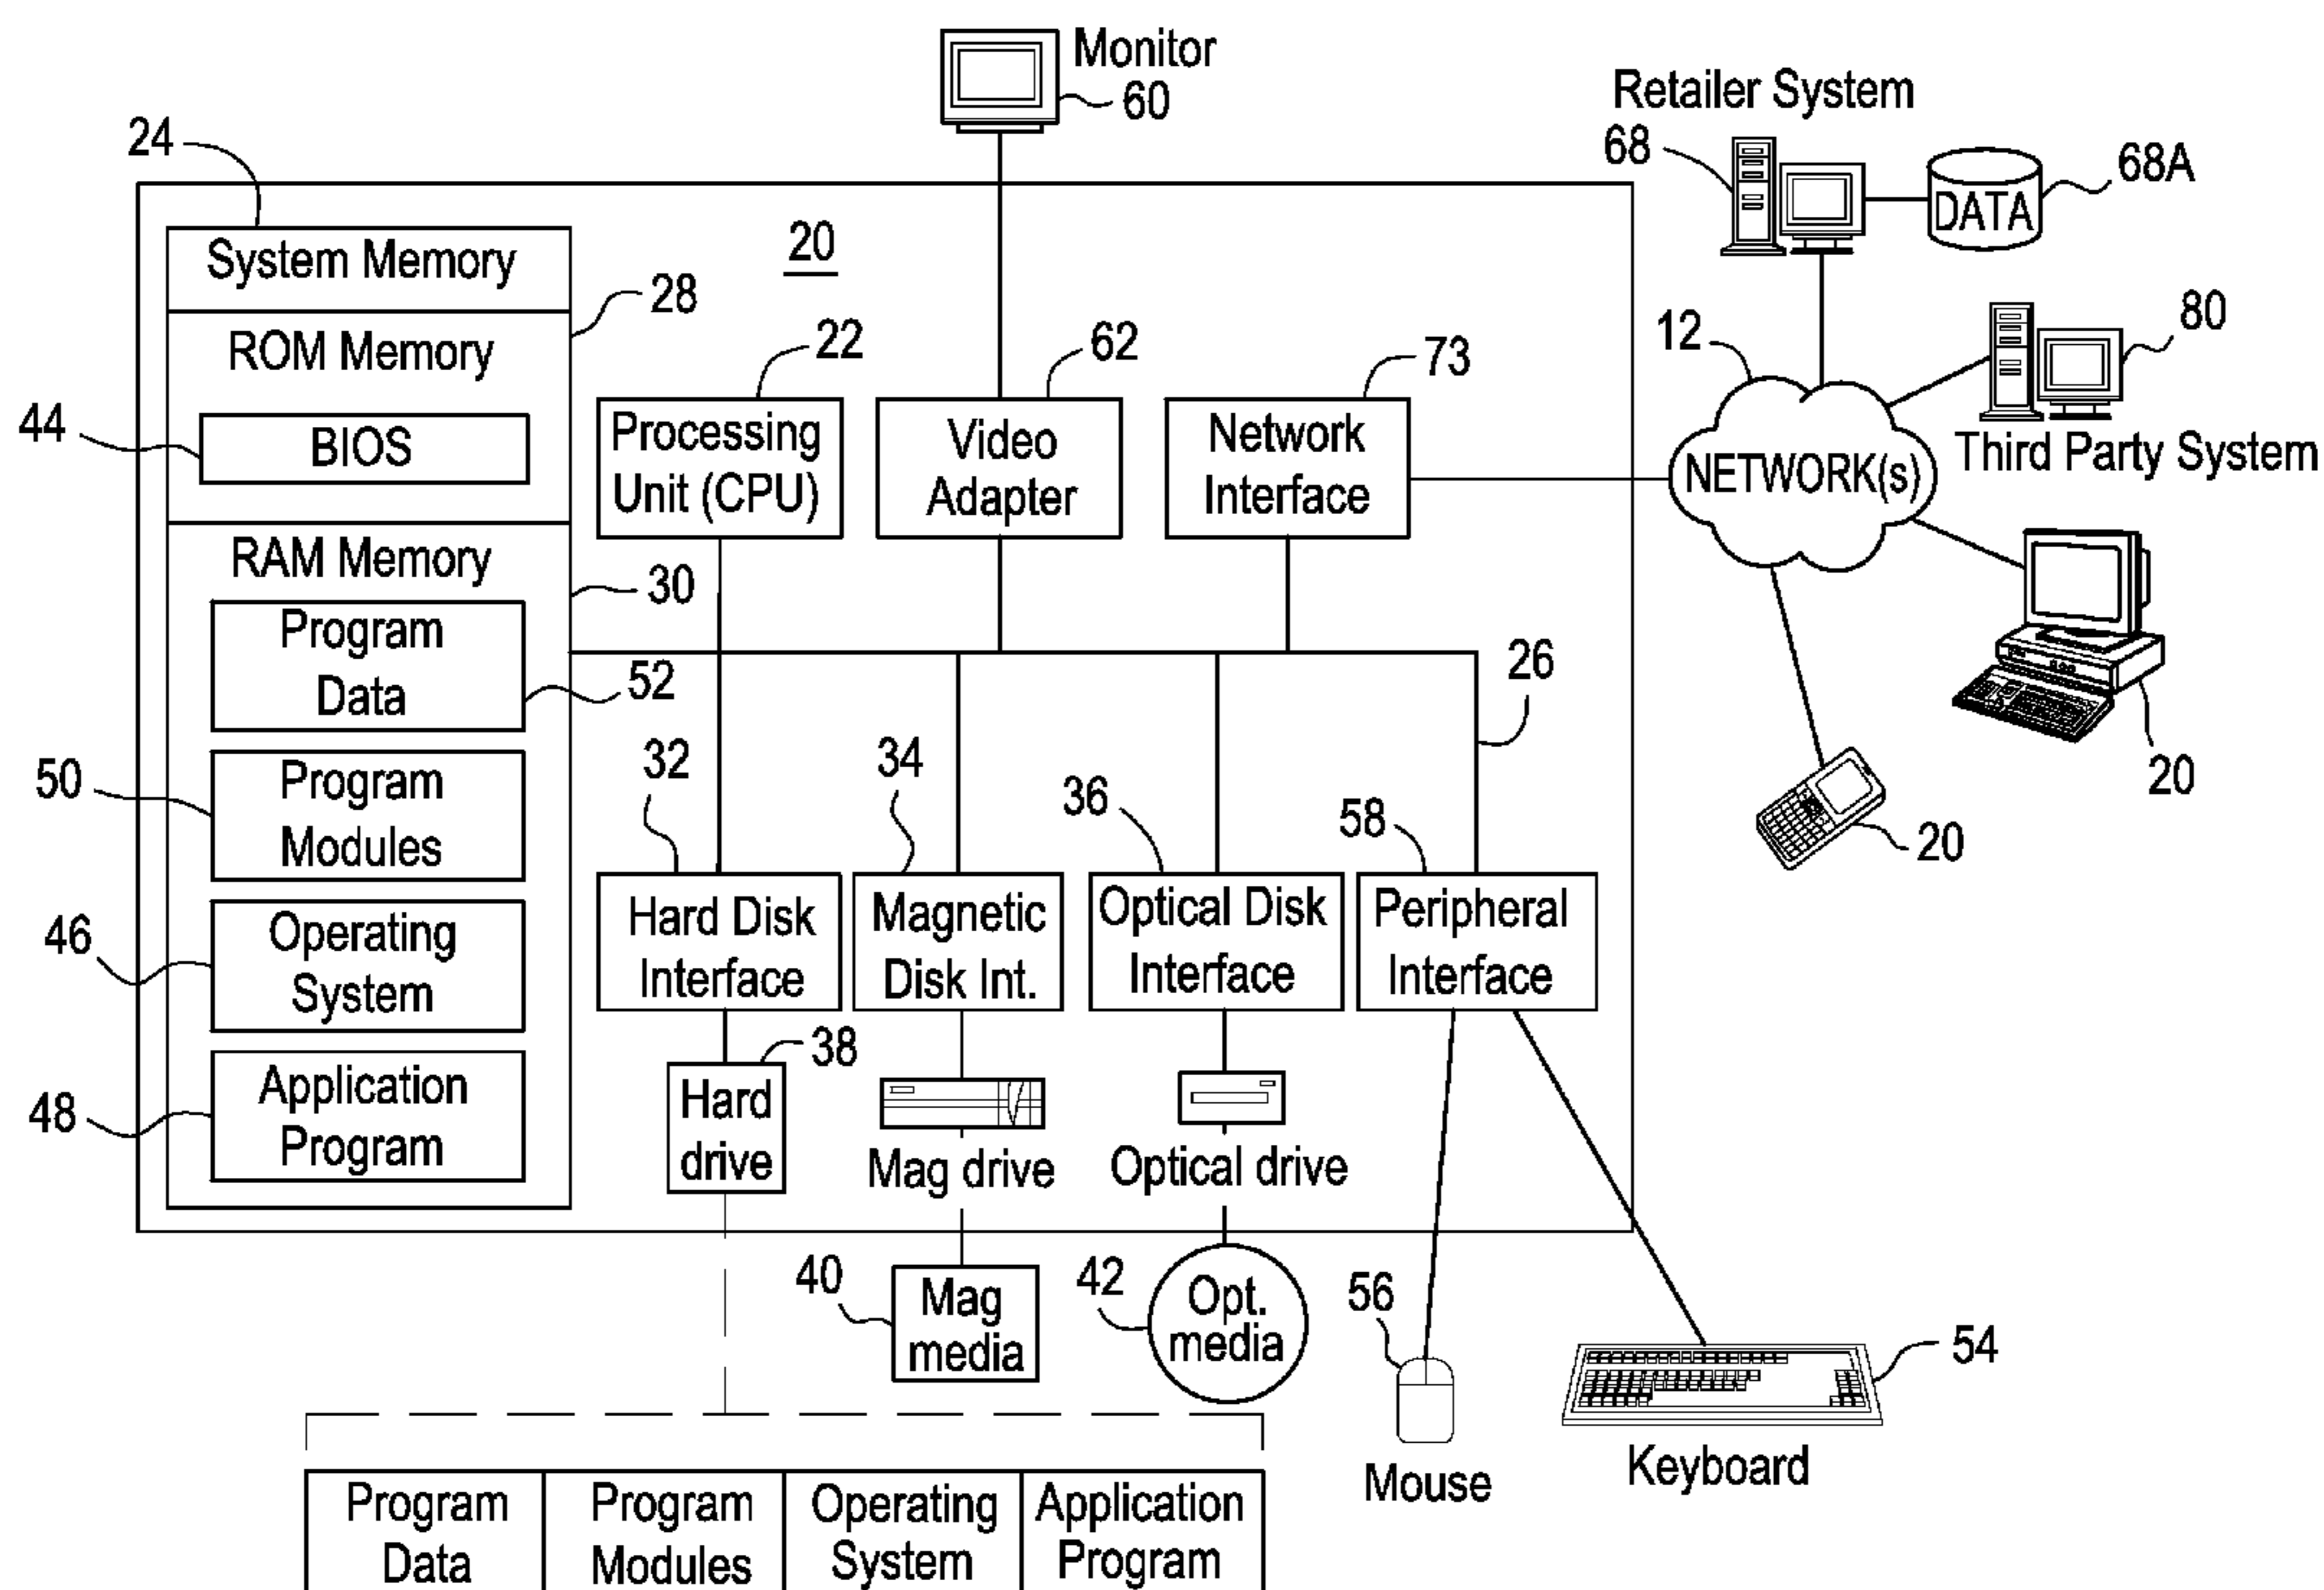 Monitor
60
Retailer System
68
68A
DATA
24
System Memory
20
28
ROM Memory
22
62
73
12
80
44
BIOS
Processing
Unit (CPU)
Video
Adapter
Network
Interface
NETWORK(s)
Third Party System
RAM Memory
30
Program
Data
52
26
50
Program
Modules
32
34
36
58
20
20
46
Operating
System
Hard Disk
Interface
Magnetic
Disk Int.
Optical Disk
Interface
Peripheral
Interface
48
Application
Program
38
Hard
drive
Mag drive
Optical drive
40
Mag
media
42
Opt.
media
56
54
Mouse
Keyboard
Program
Data
Program
Modules
Operating
System
Application
Program